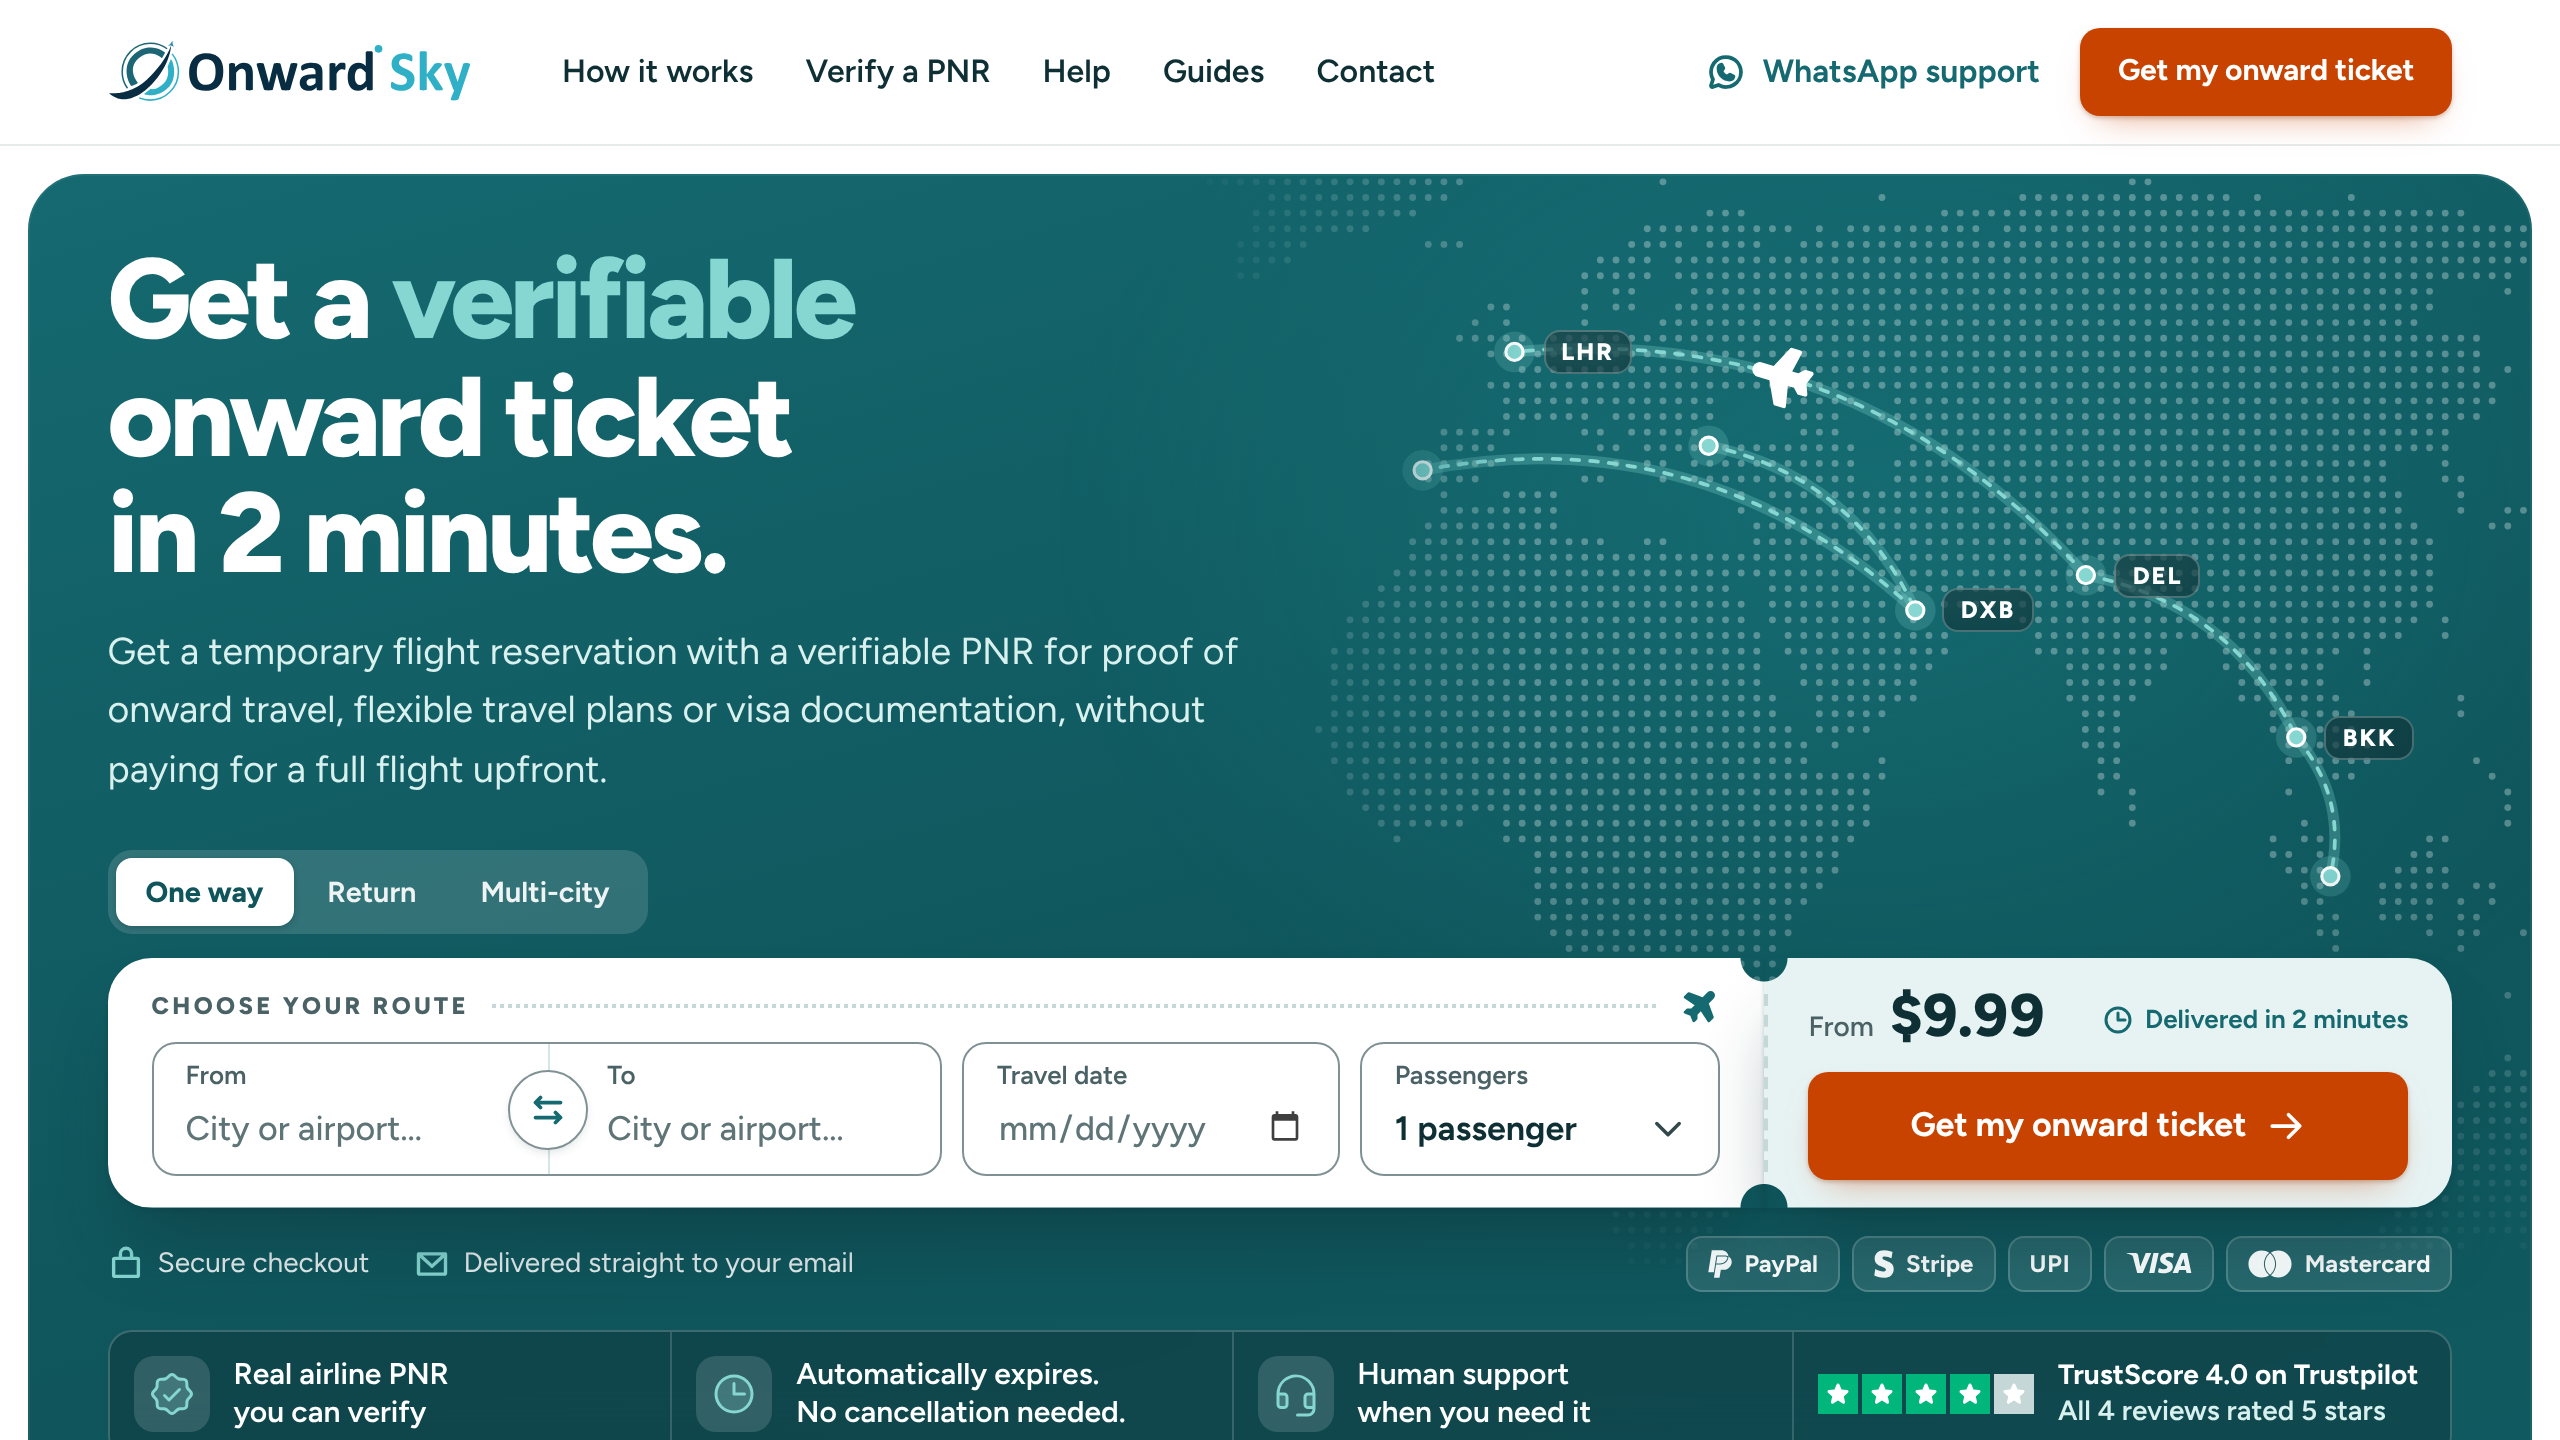 Onward Sky
How it works
Verify a PNR
Help
Guides
Contact
WhatsApp support
Get my onward ticket
Get a verifiable
onward ticket
in 2 minutes.
Get a temporary flight reservation with a verifiable PNR for proof of
onward travel, flexible travel plans or visa documentation, without
paying for a full flight upfront.
LHR
DEL
DXB
BKK
One way
Return
Multi-city
CHOOSE YOUR ROUTE
From
City or airport...
To
City or airport...
Travel date
mm/dd/yyyy
Passengers
1 passenger
From $9.99
Delivered in 2 minutes
Get my onward ticket
Secure checkout
Delivered straight to your email
PayPal
Stripe
UPI
VISA
Mastercard
Real airline PNR
you can verify
Automatically expires.
No cancellation needed.
Human support
when you need it
TrustScore 4.0 on Trustpilot
All 4 reviews rated 5 stars